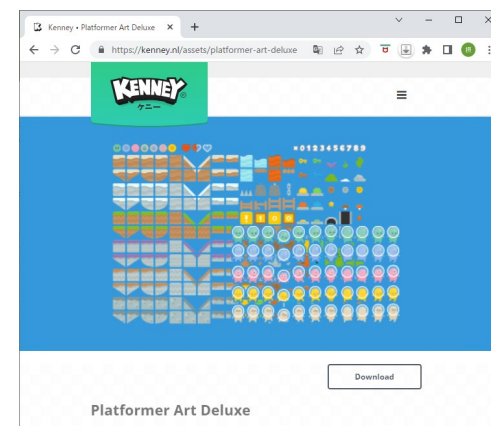 Kenney • Platformer Art Deluxe
https://kenney.nl/assets/platformer-art-deluxe
KENNEY
ケニー
×0123456789
Download
Platformer Art Deluxe